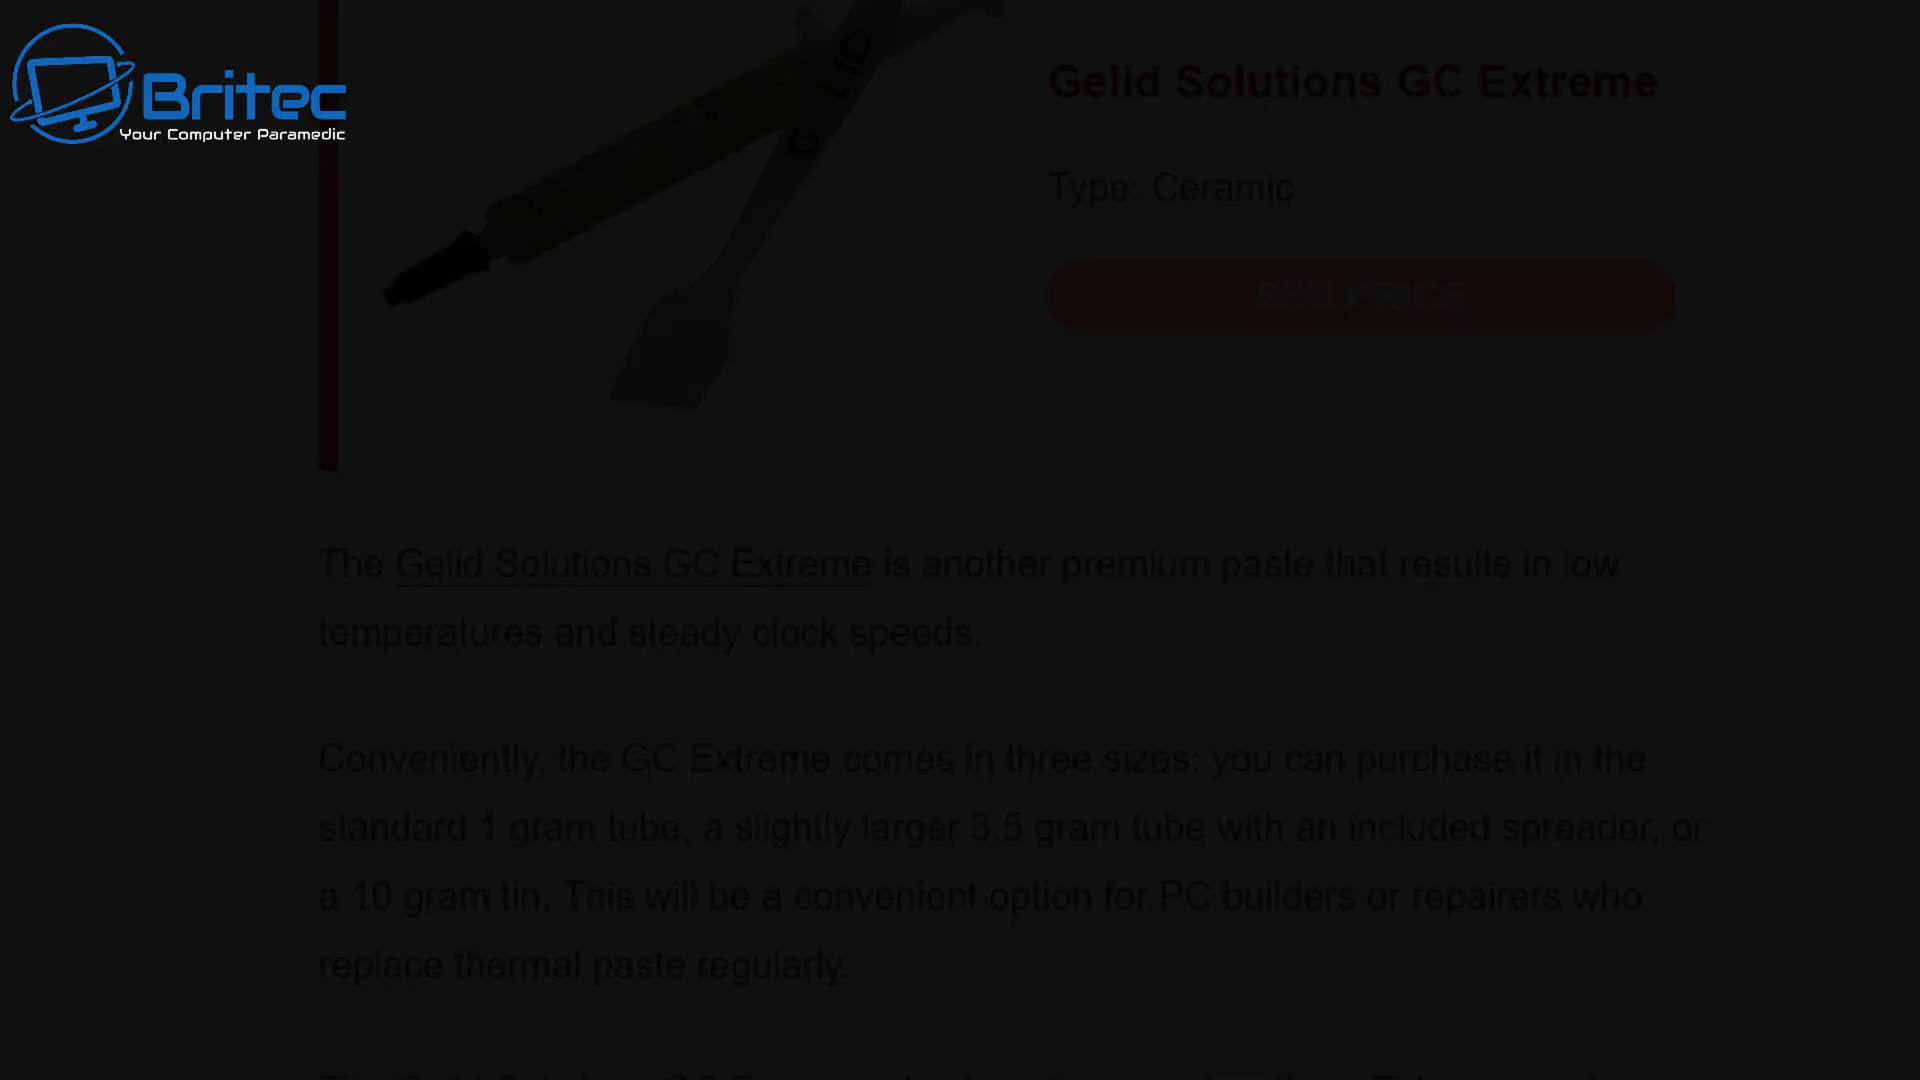 Britec
Your Computer Paramedic
GELID
Gelid Solutions GC Extreme
Type: Ceramic
SEE PRICE
The Gelid Solutions GC Extreme is another premium paste that results in low
temperatures and steady clock speeds.
Conveniently, the GC Extreme comes in three sizes: you can purchase it in the
standard 1 gram tube, a slightly larger 3.5 gram tube with an included spreader, or
a 10 gram tin. This will be a convenient option for PC builders or repairers who
replace thermal paste regularly.